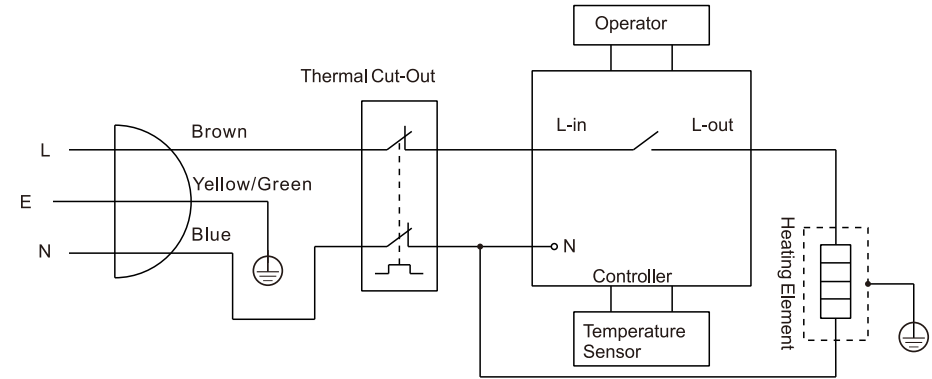 Operator
Thermal Cut-Out
L-in
L-out
Brown
L
Yellow/Green
E
Blue
N
N
Controller
Heating Element
Temperature
Sensor